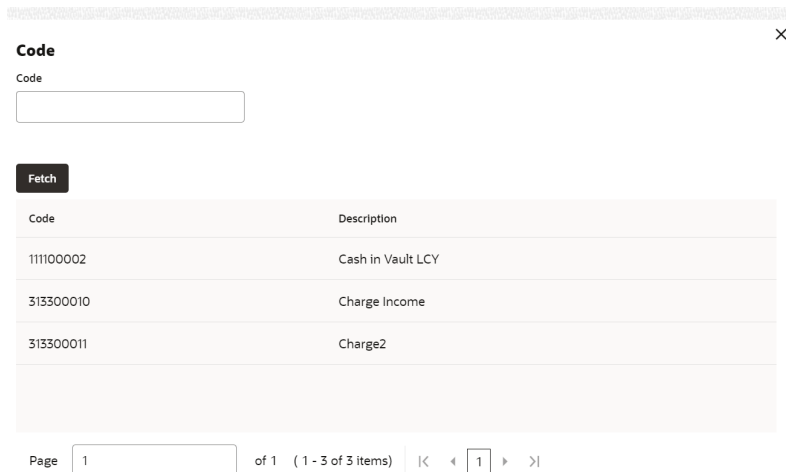 Code
Code
Fetch
Code Description
111100002 Cash in Vault LCY
313300010 Charge Income
313300011 Charge2
Page 1 of 1 ( 1 - 3 of 3 items) 1